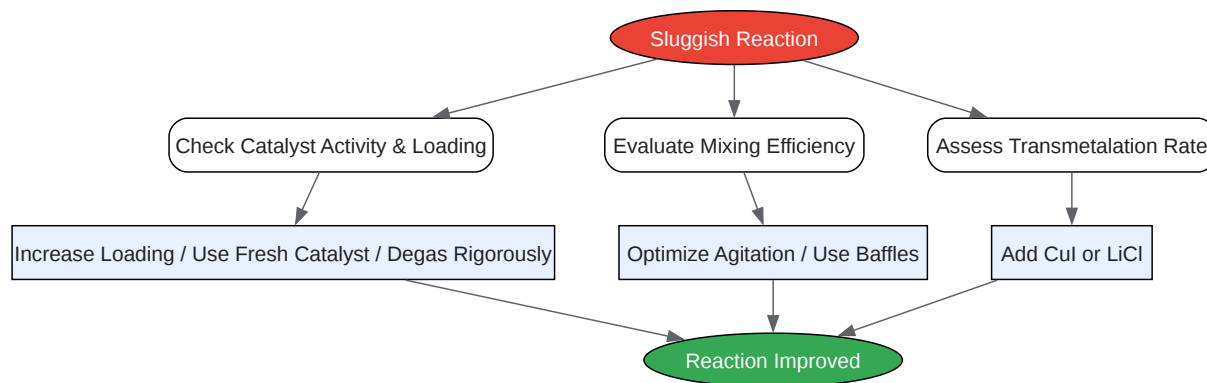 Sluggish Reaction
Check Catalyst Activity & Loading
Evaluate Mixing Efficiency
Assess Transmetalation Rate
Increase Loading / Use Fresh Catalyst / Degas Rigorously
Optimize Agitation / Use Baffles
Add CuI or LiCl
Reaction Improved